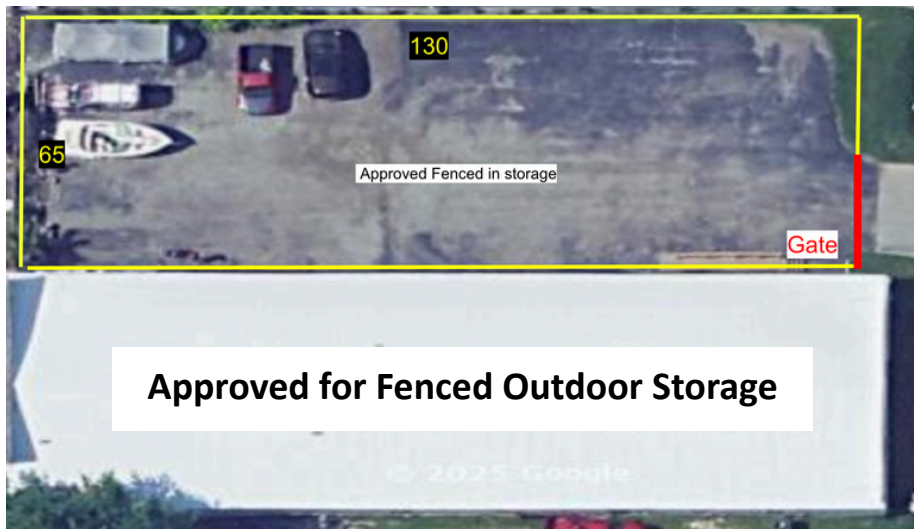 130
65
Approved Fenced in storage
Gate
Approved for Fenced Outdoor Storage
© 2025 Google